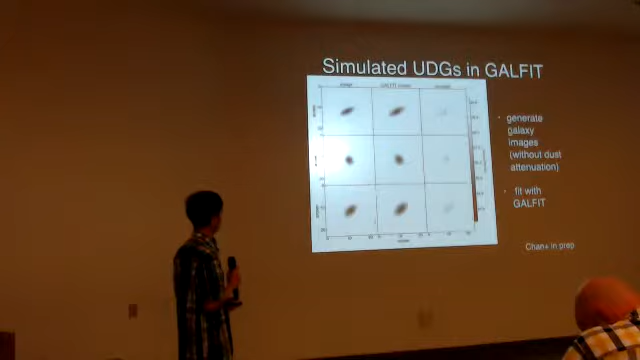 Simulated UDGs in GALFIT
generate
galaxy
images
(without dust
attenuation)
fit with
GALFIT
Chan+ in prep